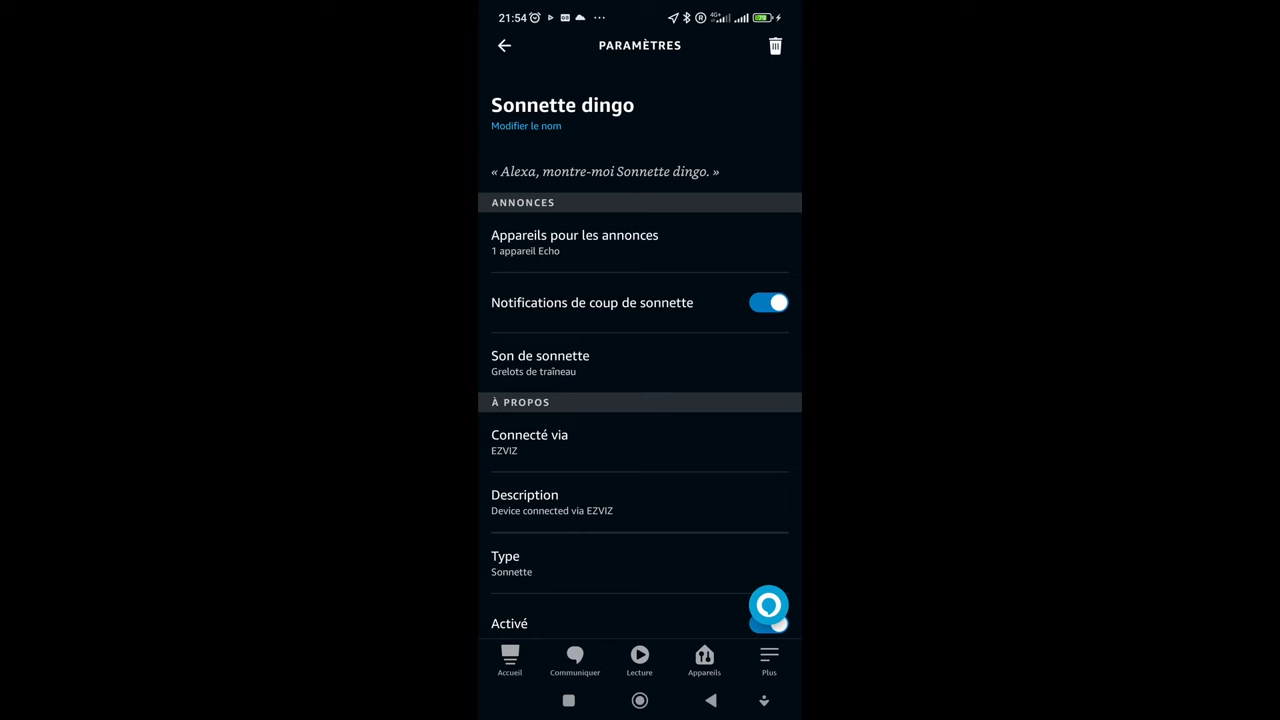 21:54
4G+
PARAMÈTRES
Sonnette dingo
Modifier le nom
« Alexa, montre-moi Sonnette dingo. »
ANNONCES
Appareils pour les annonces
1 appareil Echo
Notifications de coup de sonnette
Son de sonnette
Grelots de traîneau
À PROPOS
Connecté via
EZVIZ
Description
Device connected via EZVIZ
Type
Sonnette
Activé
Accueil Communiquer Lecture Appareils Plus